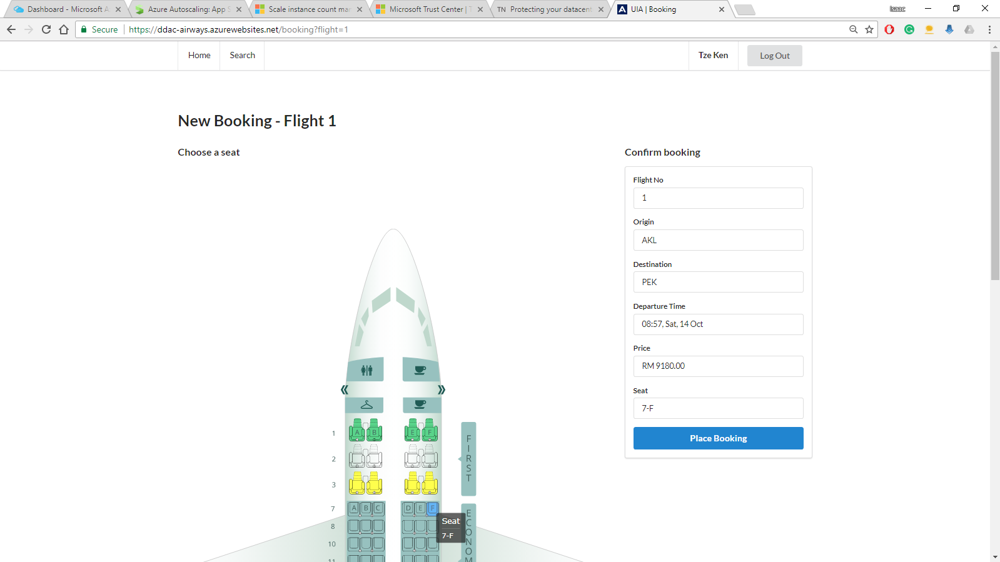 Dashboard - Microsoft A
Azure Autoscaling: App S
Scale instance count ma
Microsoft Trust Center | T
TN Protecting your datacent
UIA | Booking
Isaac
Secure https://ddac-airways.azurewebsites.net/booking?flight=1
Home Search Tze Ken Log Out
New Booking - Flight 1
Choose a seat
Confirm booking
Flight No
1
Origin
AKL
Destination
PEK
Departure Time
08:57, Sat, 14 Oct
Price
RM 9180.00
Seat
7-F
Place Booking
1 A B E F
2
3
FIRST
7 A B C D E F
8
10
11
ECONOM
Seat
7-F